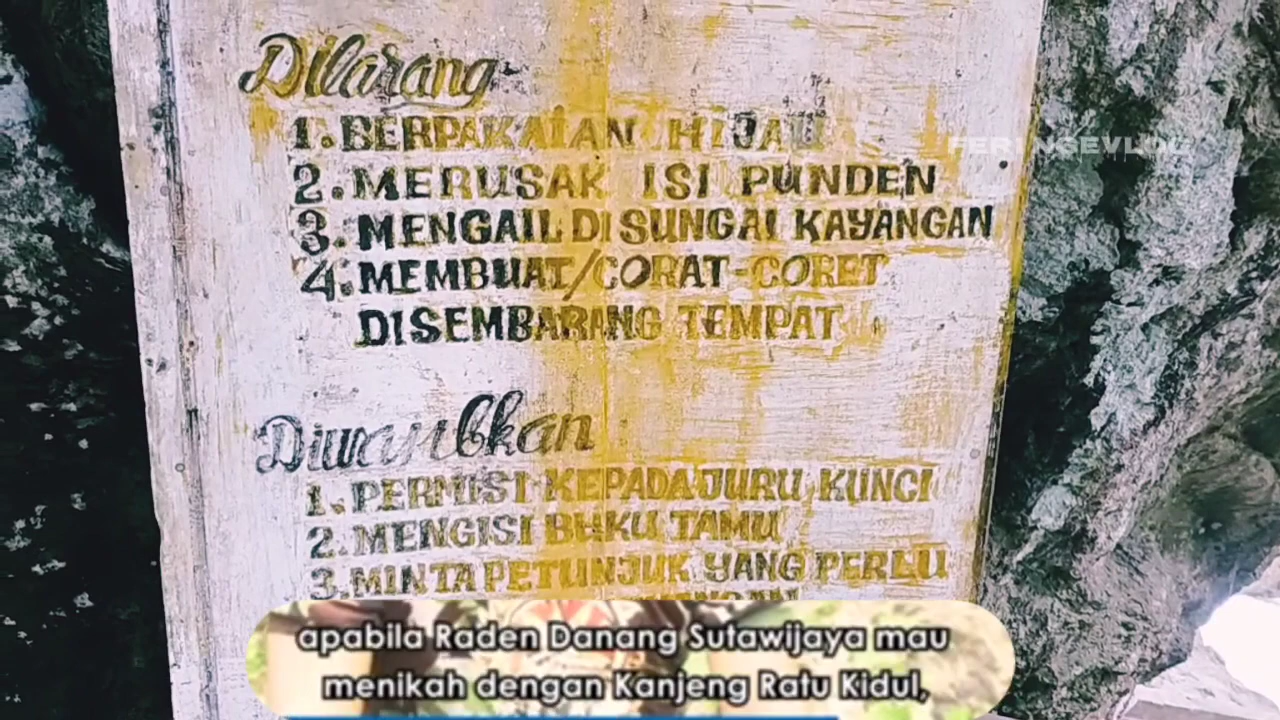 Dilarang
1. BERPAKAIAN HIJAU
2. MERUSAK ISI PUNDEN
3. MENGAIL DI SUNGAI KAYANGAN
4. MEMBUAT/CORAT-CORET
DISEMBARANG TEMPAT
Diwajibkan
1. PERMISI KEPADA JURU KUNCI
2. MENGISI BUKU TAMU
3. MINTA PETUNJUK YANG PERLU
apabila Raden Danang Sutawijaya mau
menikah dengan Kanjeng Ratu Kidul,